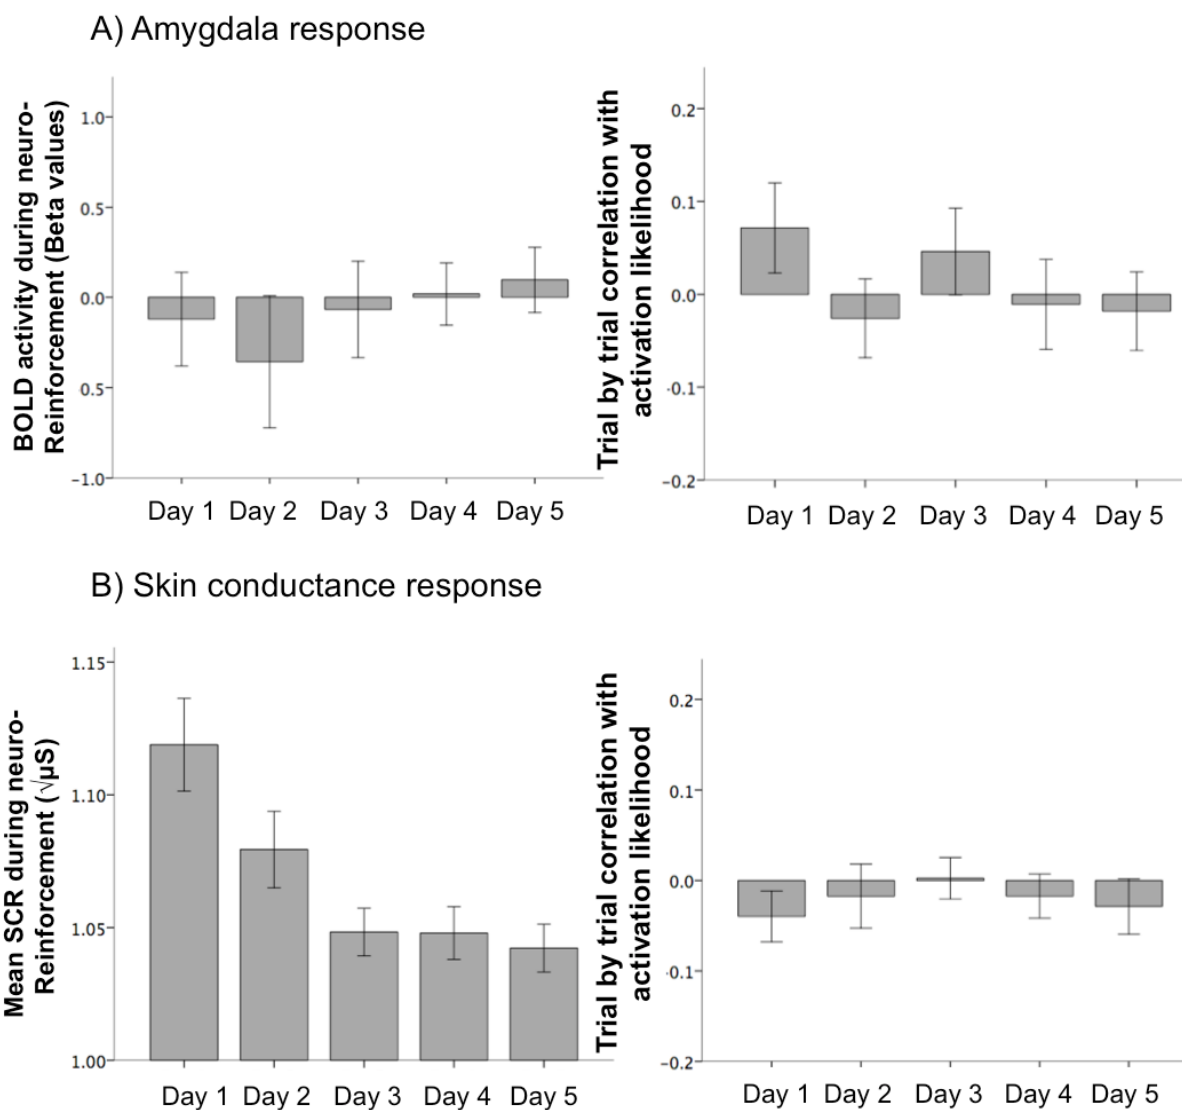 A) Amygdala response
BOLD activity during neuro-
Reinforcement (Beta values)
1.0
0.5
0.0
0.5
−1.0
Day 1 Day 2 Day 3 Day 4 Day 5
Trial by trial correlation with
activation likelihood
0.2
0.1
0.0
-0.1
−0.2
Day 1 Day 2 Day 3 Day 4 Day 5
B) Skin conductance response
Mean SCR during neuro-
Reinforcement (√µS)
1.15
1.10
1.05
1.00
Day 1 Day 2 Day 3 Day 4 Day 5
Trial by trial correlation with
activation likelihood
0.2
0.1
0.0
-0.1
−0.2
Day 1 Day 2 Day 3 Day 4 Day 5